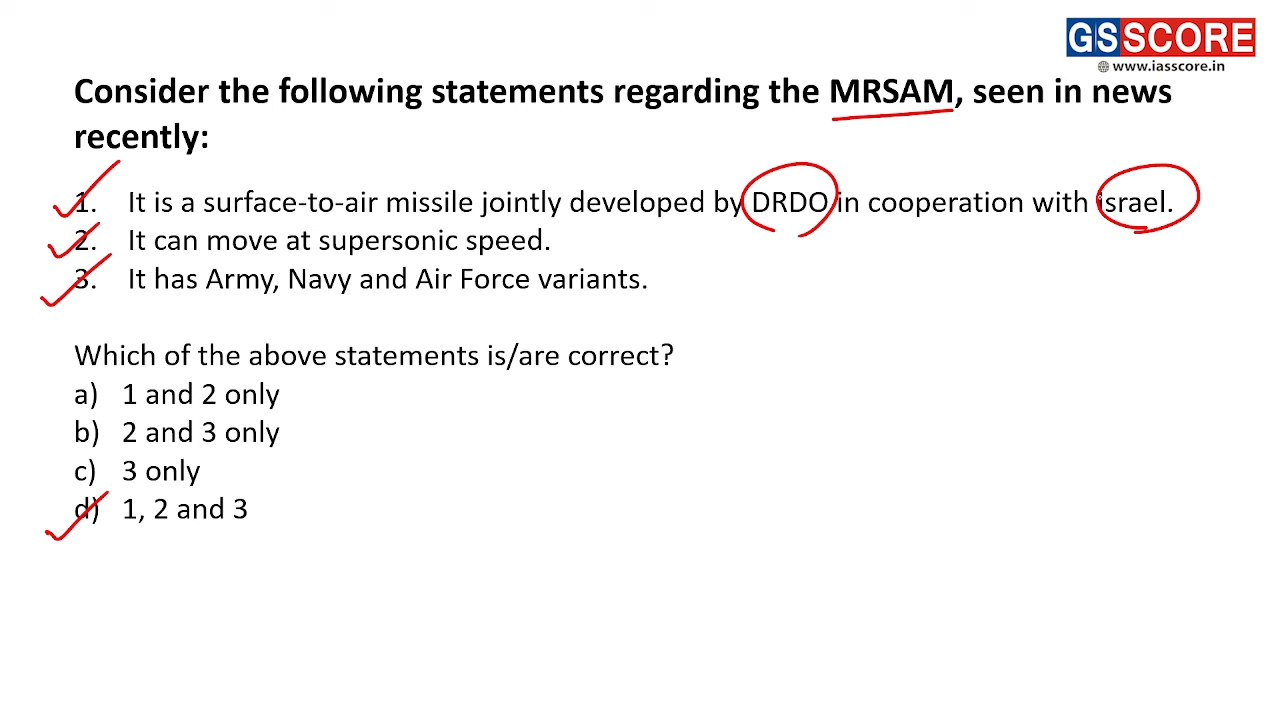 GSSCORE
www.iasscore.in
Consider the following statements regarding the MRSAM, seen in news
recently:
1. It is a surface-to-air missile jointly developed by DRDO in cooperation with israel.
2. It can move at supersonic speed.
3. It has Army, Navy and Air Force variants.
Which of the above statements is/are correct?
a) 1 and 2 only
b) 2 and 3 only
c) 3 only
d) 1, 2 and 3